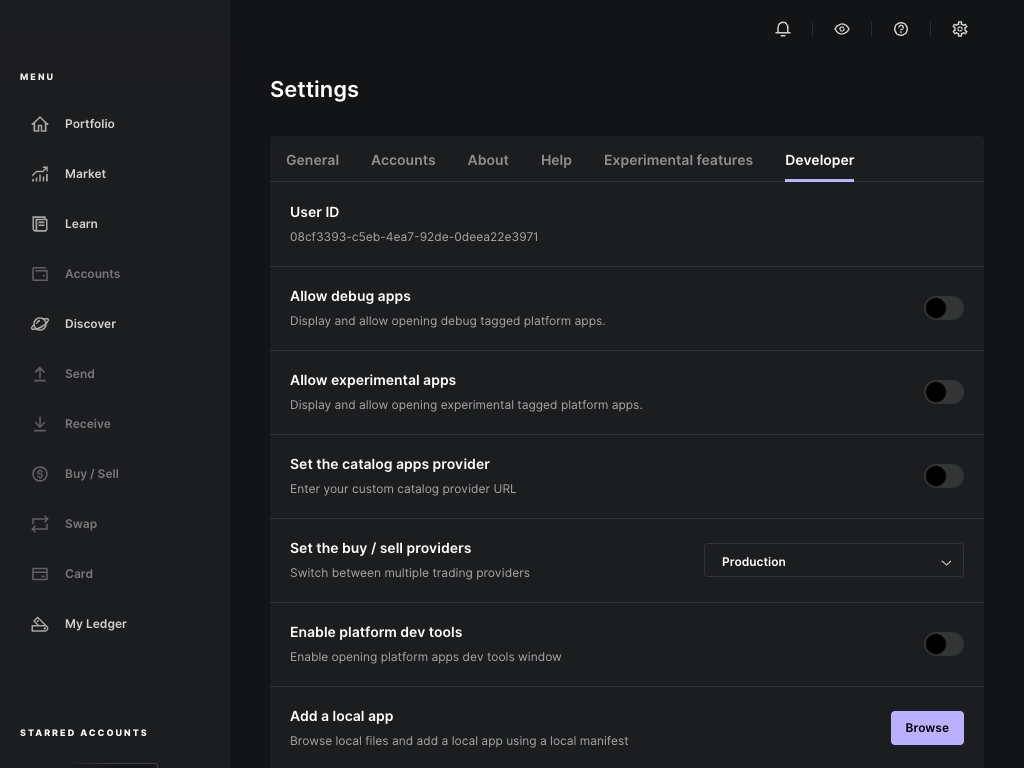 MENU
Portfolio
Market
Learn
Accounts
Discover
Send
Receive
Buy / Sell
Swap
Card
My Ledger
STARRED ACCOUNTS
Settings
General Accounts About Help Experimental features Developer
User ID
08cf3393-c5eb-4ea7-92de-0deea22e3971
Allow debug apps
Display and allow opening debug tagged platform apps.
Allow experimental apps
Display and allow opening experimental tagged platform apps.
Set the catalog apps provider
Enter your custom catalog provider URL
Set the buy / sell providers
Switch between multiple trading providers
Production
Enable platform dev tools
Enable opening platform apps dev tools window
Add a local app
Browse local files and add a local app using a local manifest
Browse